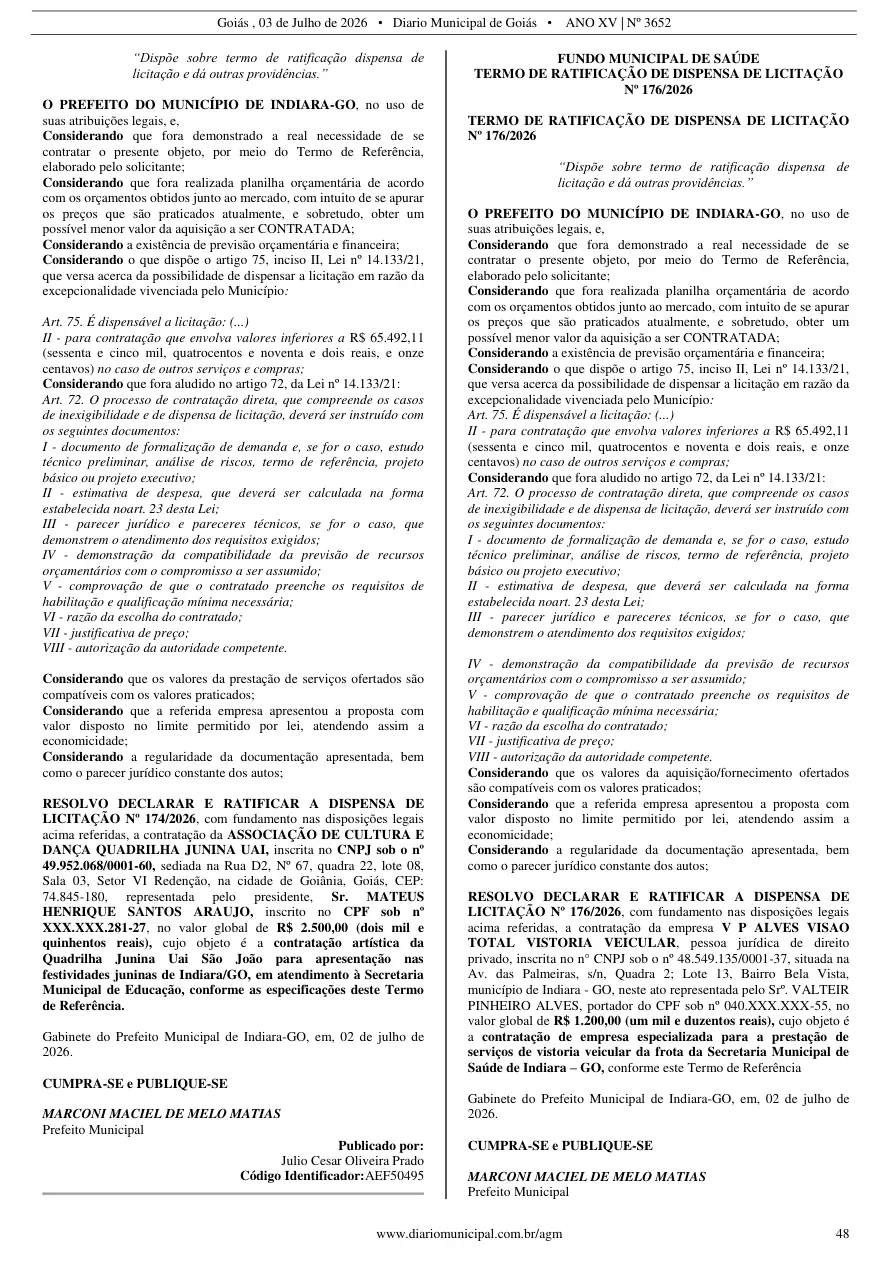 Goiás , 03 de Julho de 2026 • Diario Municipal de Goiás • ANO XV | Nº 3652
“Dispõe sobre termo de ratificação dispensa de
licitação e dá outras providências.”
O PREFEITO DO MUNICÍPIO DE INDIARA-GO, no uso de
suas atribuições legais, e,
Considerando que fora demonstrado a real necessidade de se
contratar o presente objeto, por meio do Termo de Referência,
elaborado pelo solicitante;
Considerando que fora realizada planilha orçamentária de acordo
com os orçamentos obtidos junto ao mercado, com intuito de se apurar
os preços que são praticados atualmente, e sobretudo, obter um
possível menor valor da aquisição a ser CONTRATADA;
Considerando a existência de previsão orçamentária e financeira;
Considerando o que dispõe o artigo 75, inciso II, Lei nº 14.133/21,
que versa acerca da possibilidade de dispensar a licitação em razão da
excepcionalidade vivenciada pelo Município:
Art. 75. É dispensável a licitação: (...)
II - para contratação que envolva valores inferiores a R$ 65.492,11
(sessenta e cinco mil, quatrocentos e noventa e dois reais, e onze
centavos) no caso de outros serviços e compras;
Considerando que fora aludido no artigo 72, da Lei nº 14.133/21:
Art. 72. O processo de contratação direta, que compreende os casos
de inexigibilidade e de dispensa de licitação, deverá ser instruído com
os seguintes documentos:
I - documento de formalização de demanda e, se for o caso, estudo
técnico preliminar, análise de riscos, termo de referência, projeto
básico ou projeto executivo;
II - estimativa de despesa, que deverá ser calculada na forma
estabelecida noart. 23 desta Lei;
III - parecer jurídico e pareceres técnicos, se for o caso, que
demonstrem o atendimento dos requisitos exigidos;
IV - demonstração da compatibilidade da previsão de recursos
orçamentários com o compromisso a ser assumido;
V - comprovação de que o contratado preenche os requisitos de
habilitação e qualificação mínima necessária;
VI - razão da escolha do contratado;
VII - justificativa de preço;
VIII - autorização da autoridade competente.
Considerando que os valores da prestação de serviços ofertados são
compatíveis com os valores praticados;
Considerando que a referida empresa apresentou a proposta com
valor disposto no limite permitido por lei, atendendo assim a
economicidade;
Considerando a regularidade da documentação apresentada, bem
como o parecer jurídico constante dos autos;
RESOLVO DECLARAR E RATIFICAR A DISPENSA DE
LICITAÇÃO Nº 174/2026, com fundamento nas disposições legais
acima referidas, a contratação da ASSOCIAÇÃO DE CULTURA E
DANÇA QUADRILHA JUNINA UAI, inscrita no CNPJ sob o nº
49.952.068/0001-60, sediada na Rua D2, Nº 67, quadra 22, lote 08,
Sala 03, Setor VI Redenção, na cidade de Goiânia, Goiás, CEP:
74.845-180, representada pelo presidente, Sr. MATEUS
HENRIQUE SANTOS ARAUJO, inscrito no CPF sob nº
XXX.XXX.281-27, no valor global de R$ 2.500,00 (dois mil e
quinhentos reais), cujo objeto é a contratação artística da
Quadrilha Junina Uai São João para apresentação nas
festividades juninas de Indiara/GO, em atendimento à Secretaria
Municipal de Educação, conforme as especificações deste Termo
de Referência.
Gabinete do Prefeito Municipal de Indiara-GO, em, 02 de julho de
2026.
CUMPRA-SE e PUBLIQUE-SE
MARCONI MACIEL DE MELO MATIAS
Prefeito Municipal
Publicado por:
Julio Cesar Oliveira Prado
Código Identificador:AEF50495
FUNDO MUNICIPAL DE SAÚDE
TERMO DE RATIFICAÇÃO DE DISPENSA DE LICITAÇÃO
Nº 176/2026
TERMO DE RATIFICAÇÃO DE DISPENSA DE LICITAÇÃO
Nº 176/2026
“Dispõe sobre termo de ratificação dispensa de
licitação e dá outras providências.”
O PREFEITO DO MUNICÍPIO DE INDIARA-GO, no uso de
suas atribuições legais, e,
Considerando que fora demonstrado a real necessidade de se
contratar o presente objeto, por meio do Termo de Referência,
elaborado pelo solicitante;
Considerando que fora realizada planilha orçamentária de acordo
com os orçamentos obtidos junto ao mercado, com intuito de se apurar
os preços que são praticados atualmente, e sobretudo, obter um
possível menor valor da aquisição a ser CONTRATADA;
Considerando a existência de previsão orçamentária e financeira;
Considerando o que dispõe o artigo 75, inciso II, Lei nº 14.133/21,
que versa acerca da possibilidade de dispensar a licitação em razão da
excepcionalidade vivenciada pelo Município:
Art. 75. É dispensável a licitação: (...)
II - para contratação que envolva valores inferiores a R$ 65.492,11
(sessenta e cinco mil, quatrocentos e noventa e dois reais, e onze
centavos) no caso de outros serviços e compras;
Considerando que fora aludido no artigo 72, da Lei nº 14.133/21:
Art. 72. O processo de contratação direta, que compreende os casos
de inexigibilidade e de dispensa de licitação, deverá ser instruído com
os seguintes documentos:
I - documento de formalização de demanda e, se for o caso, estudo
técnico preliminar, análise de riscos, termo de referência, projeto
básico ou projeto executivo;
II - estimativa de despesa, que deverá ser calculada na forma
estabelecida noart. 23 desta Lei;
III - parecer jurídico e pareceres técnicos, se for o caso, que
demonstrem o atendimento dos requisitos exigidos;
IV - demonstração da compatibilidade da previsão de recursos
orçamentários com o compromisso a ser assumido;
V - comprovação de que o contratado preenche os requisitos de
habilitação e qualificação mínima necessária;
VI - razão da escolha do contratado;
VII - justificativa de preço;
VIII - autorização da autoridade competente.
Considerando que os valores da aquisição/fornecimento ofertados
são compatíveis com os valores praticados;
Considerando que a referida empresa apresentou a proposta com
valor disposto no limite permitido por lei, atendendo assim a
economicidade;
Considerando a regularidade da documentação apresentada, bem
como o parecer jurídico constante dos autos;
RESOLVO DECLARAR E RATIFICAR A DISPENSA DE
LICITAÇÃO Nº 176/2026, com fundamento nas disposições legais
acima referidas, a contratação da empresa V P ALVES VISAO
TOTAL VISTORIA VEICULAR, pessoa jurídica de direito
privado, inscrita no n° CNPJ sob o nº 48.549.135/0001-37, situada na
Av. das Palmeiras, s/n, Quadra 2; Lote 13, Bairro Bela Vista,
município de Indiara - GO, neste ato representada pelo Srº. VALTEIR
PINHEIRO ALVES, portador do CPF sob nº 040.XXX.XXX-55, no
valor global de R$ 1.200,00 (um mil e duzentos reais), cujo objeto é
a contratação de empresa especializada para a prestação de
serviços de vistoria veicular da frota da Secretaria Municipal de
Saúde de Indiara – GO, conforme este Termo de Referência
Gabinete do Prefeito Municipal de Indiara-GO, em, 02 de julho de
2026.
CUMPRA-SE e PUBLIQUE-SE
MARCONI MACIEL DE MELO MATIAS
Prefeito Municipal
www.diariomunicipal.com.br/agm 48